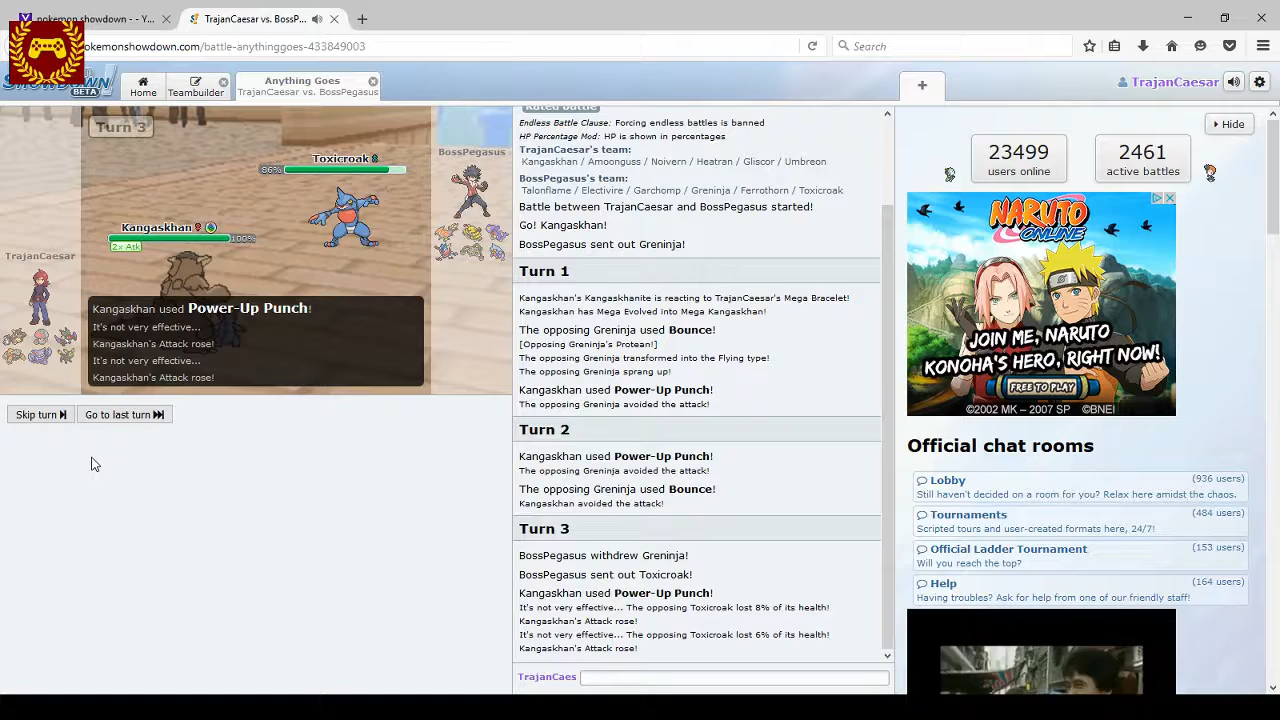 pokemon showdown - - Y...
TrajanCaesar vs. BossP...
okemonshowdown.com/battle-anythinggoes-433849003
Search
BETA
Home
Teambuilder
Anything Goes
TrajanCaesar vs. BossPegasus
TrajanCaesar
Turn 3
Toxicroak
86%
Kangaskhan
100%
2x Atk
BossPegasus
TrajanCaesar
Kangaskhan used Power-Up Punch!
It's not very effective...
Kangaskhan's Attack rose!
It's not very effective...
Kangaskhan's Attack rose!
Skip turn
Go to last turn
Rated battle
Endless Battle Clause: Forcing endless battles is banned
HP Percentage Mod: HP is shown in percentages
TrajanCaesar's team:
Kangaskhan / Amoonguss / Noivern / Heatran / Gliscor / Umbreon
BossPegasus's team:
Talonflame / Electivire / Garchomp / Greninja / Ferrothorn / Toxicroak
Battle between TrajanCaesar and BossPegasus started!
Go! Kangaskhan!
BossPegasus sent out Greninja!
Turn 1
Kangaskhan's Kangaskhanite is reacting to TrajanCaesar's Mega Bracelet!
Kangaskhan has Mega Evolved into Mega Kangaskhan!
The opposing Greninja used Bounce!
[Opposing Greninja's Protean!]
The opposing Greninja transformed into the Flying type!
The opposing Greninja sprang up!
Kangaskhan used Power-Up Punch!
The opposing Greninja avoided the attack!
Turn 2
Kangaskhan used Power-Up Punch!
The opposing Greninja avoided the attack!
The opposing Greninja used Bounce!
Kangaskhan avoided the attack!
Turn 3
BossPegasus withdrew Greninja!
BossPegasus sent out Toxicroak!
Kangaskhan used Power-Up Punch!
It's not very effective... The opposing Toxicroak lost 8% of its health!
Kangaskhan's Attack rose!
It's not very effective... The opposing Toxicroak lost 6% of its health!
Kangaskhan's Attack rose!
TrajanCaes
Hide
23499
users online
2461
active battles
NARUTO
ONLINE
JOIN ME, NARUTO
KONOHA'S HERO, RIGHT NOW!
FREE TO PLAY
©2002 MK – 2007 SP ©BNEI
Official chat rooms
Lobby
(936 users)
Still haven't decided on a room for you? Relax here amidst the chaos.
Tournaments
(484 users)
Scripted tours and user-created formats here, 24/7!
Official Ladder Tournament
(153 users)
Will you reach the top?
Help
(164 users)
Having troubles? Ask for help from one of our friendly staff!